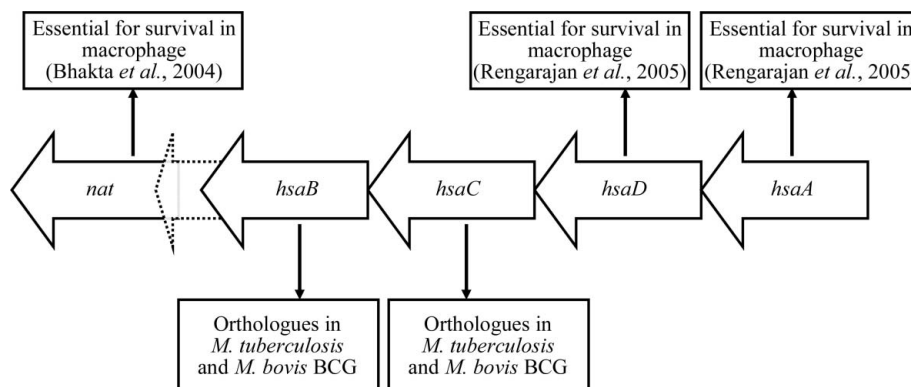 Essential for survival in
macrophage
(Bhakta et al., 2004)
Essential for survival in
macrophage
(Rengarajan et al., 2005)
Essential for survival in
macrophage
(Rengarajan et al., 2005
nat
hsaB
hsaC
hsaD
hsaA
Orthologues in
M. tuberculosis
and M. bovis BCG
Orthologues in
M. tuberculosis
and M. bovis BCG